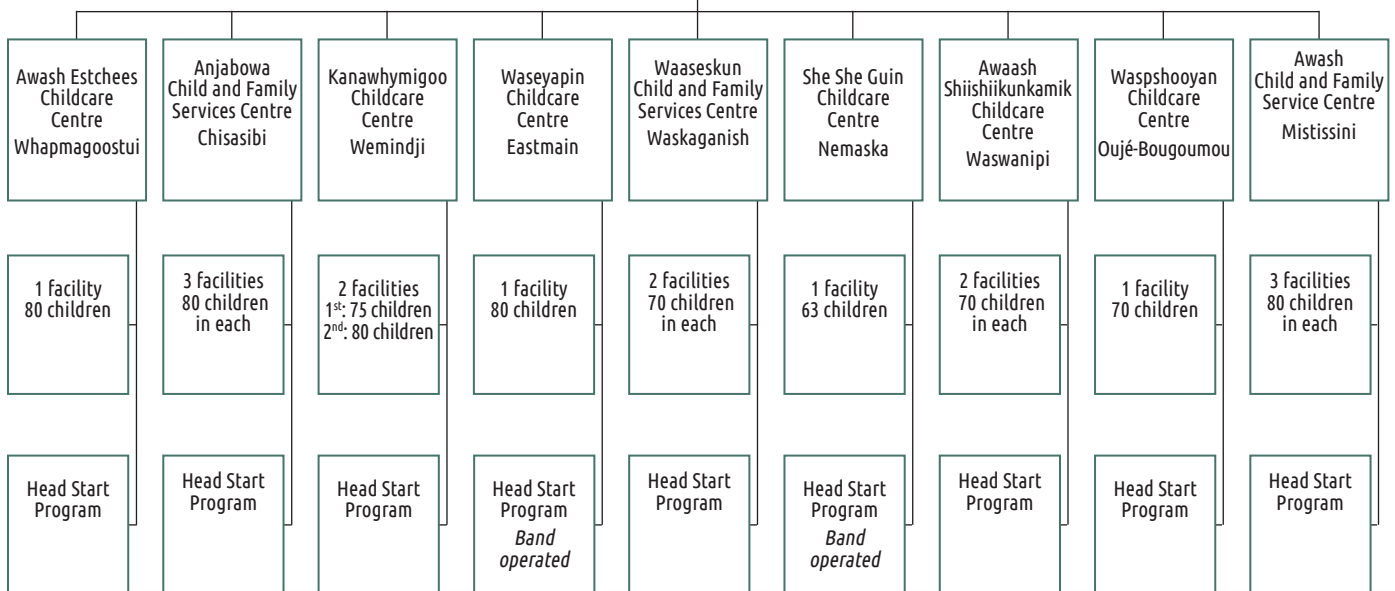 Awash Estchees
Childcare
Centre
Whapmagoostui
Anjabowa
Child and Family
Services Centre
Chisasibi
Kanawhymigoo
Childcare
Centre
Wemindji
Waseyapin
Childcare
Centre
Eastmain
Waaseskun
Child and Family
Services Centre
Waskaganish
She She Guin
Childcare
Centre
Nemaska
Awaash
Shiishiikunkamik
Childcare
Centre
Waswanipi
Waspshooyan
Childcare
Centre
Oujé-Bougoumou
Awash
Child and Family
Service Centre
Mistissini
1 facility
80 children
3 facilities
80 children
in each
2 facilities
1st: 75 children
2nd: 80 children
1 facility
80 children
2 facilities
70 children
in each
1 facility
63 children
2 facilities
70 children
in each
1 facility
70 children
3 facilities
80 children
in each
Head Start
Program
Head Start
Program
Head Start
Program
Head Start
Program
Band
operated
Head Start
Program
Head Start
Program
Band
operated
Head Start
Program
Head Start
Program
Head Start
Program